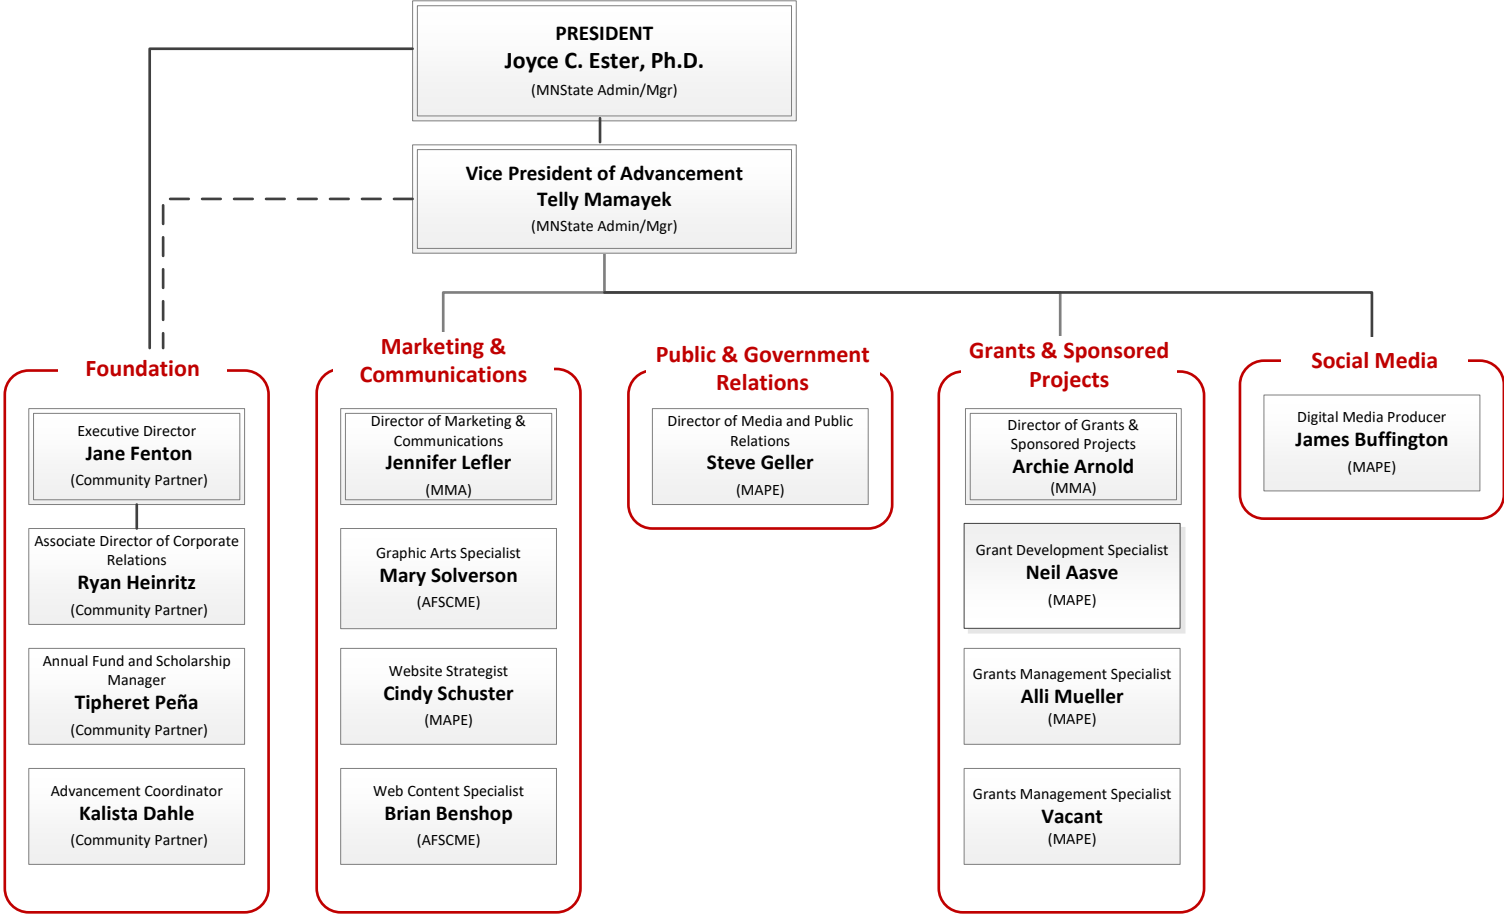 PRESIDENT
Joyce C. Ester, Ph.D.
(MNState Admin/Mgr)
Vice President of Advancement
Telly Mamayek
(MNState Admin/Mgr)
Foundation
Executive Director
Jane Fenton
(Community Partner)
Associate Director of Corporate
Relations
Ryan Heinritz
(Community Partner)
Annual Fund and Scholarship
Manager
Tipheret Peña
(Community Partner)
Advancement Coordinator
Kalista Dahle
(Community Partner)
Marketing &
Communications
Director of Marketing &
Communications
Jennifer Lefler
(MMA)
Graphic Arts Specialist
Mary Solverson
(AFSCME)
Website Strategist
Cindy Schuster
(MAPE)
Web Content Specialist
Brian Benshop
(AFSCME)
Public & Government
Relations
Director of Media and Public
Relations
Steve Geller
(MAPE)
Grants & Sponsored
Projects
Director of Grants &
Sponsored Projects
Archie Arnold
(MMA)
Grant Development Specialist
Neil Aasve
(MAPE)
Grants Management Specialist
Alli Mueller
(MAPE)
Grants Management Specialist
Vacant
(MAPE)
Social Media
Digital Media Producer
James Buffington
(MAPE)